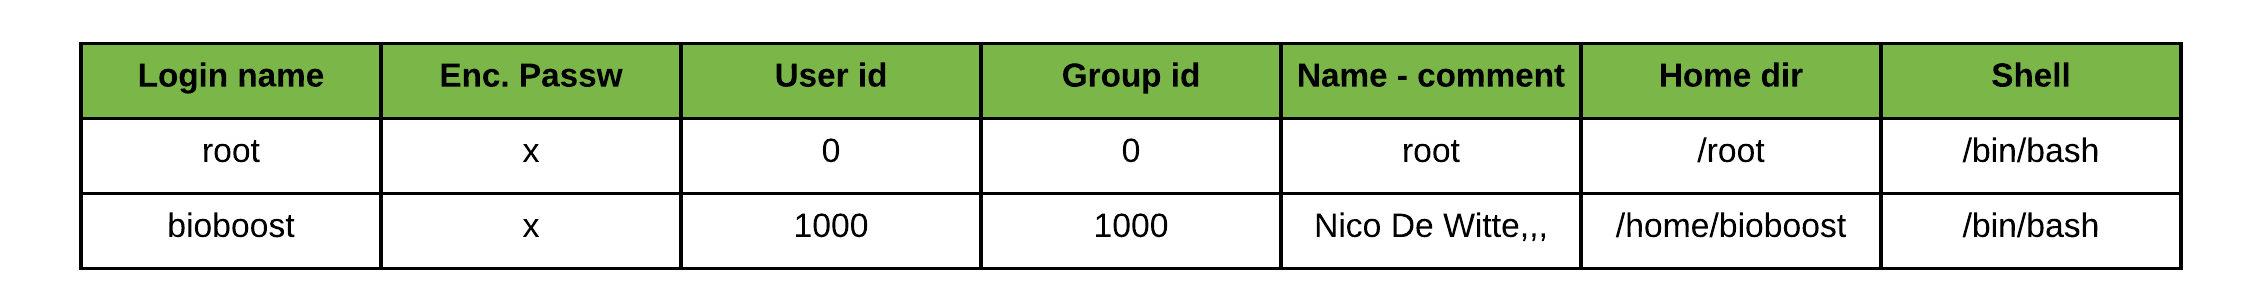 Login name Enc. Passw User id Group id Name - comment Home dir Shell
root x 0 0 root /root /bin/bash
bioboost x 1000 1000 Nico De Witte,,, /home/bioboost /bin/bash